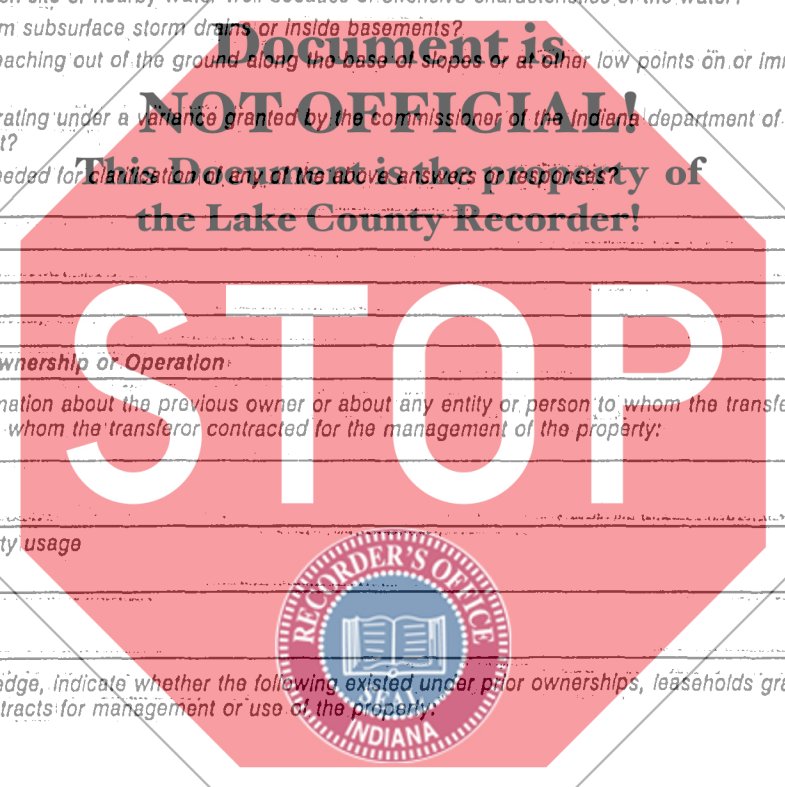 m subsurface storm drains or inside basements?
Document is
eaching out of the ground along the base of slopes or at other low points on or imm
NOT OFFICIAL!
rating under a variance granted by the commissioner of the Indiana department of
t?
This Document is the property of
eeded for clarification of any of the above answers or responses?
the Lake County Recorder!
STOP
wnership or Operation
mation about the previous owner or about any entity or person to whom the transfe
whom the transferor contracted for the management of the property:
ty usage
RECORDER'S OFFICE
SEAL
INDIANA
edge, indicate whether the following existed under prior ownerships, leaseholds gra
tracts for management or use of the property: